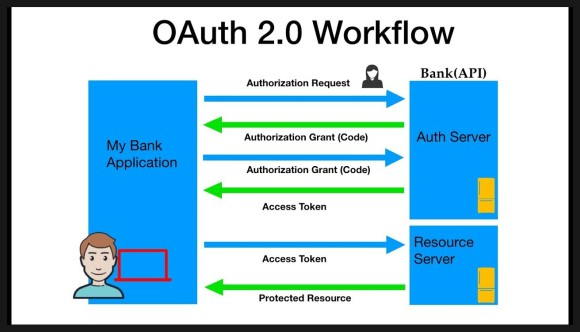 OAuth 2.0 Workflow
Bank(API)
Authorization Request
Authorization Grant (Code)
My Bank
Application
Auth Server
Authorization Grant (Code)
Access Token
Resource
Server
Access Token
Protected Resource